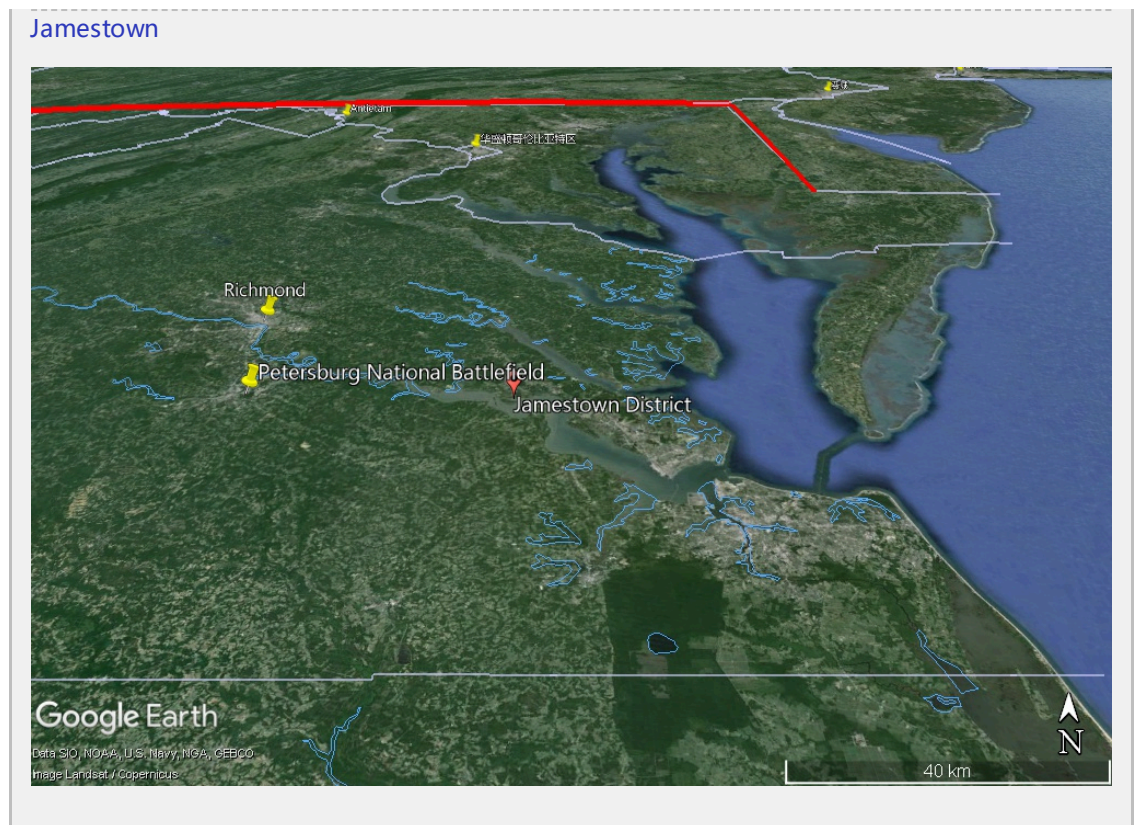 Jamestown
Antietam
华盛顿哥伦比亚特区
Richmond
Petersburg National Battlefield
Jamestown District
Google Earth
Data SIO, NOAA, U.S. Navy, NGA, GEBCO
Image Landsat / Copernicus
N
40 km